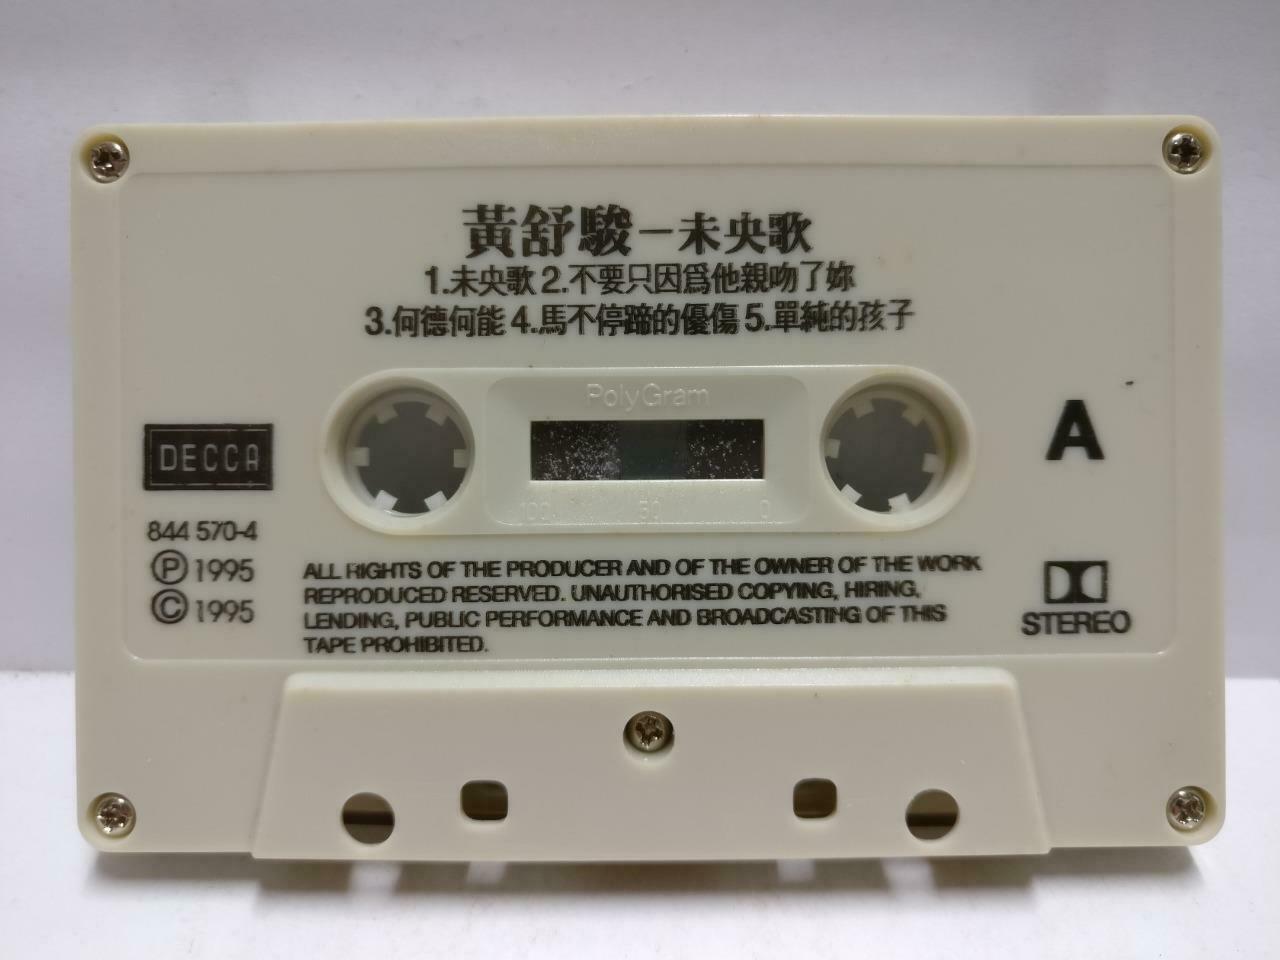 黃舒駿－未央歌
1.未央歌 2.不要只因爲他親吻了妳
3.何德何能 4.馬不停蹄的優傷 5.單純的孩子
PolyGram
A
DECCA
100 50 0
844 570-4
Ⓟ 1995
© 1995
ALL RIGHTS OF THE PRODUCER AND OF THE OWNER OF THE WORK
REPRODUCED RESERVED. UNAUTHORISED COPYING, HIRING,
LENDING, PUBLIC PERFORMANCE AND BROADCASTING OF THIS
TAPE PROHIBITED.
STEREO